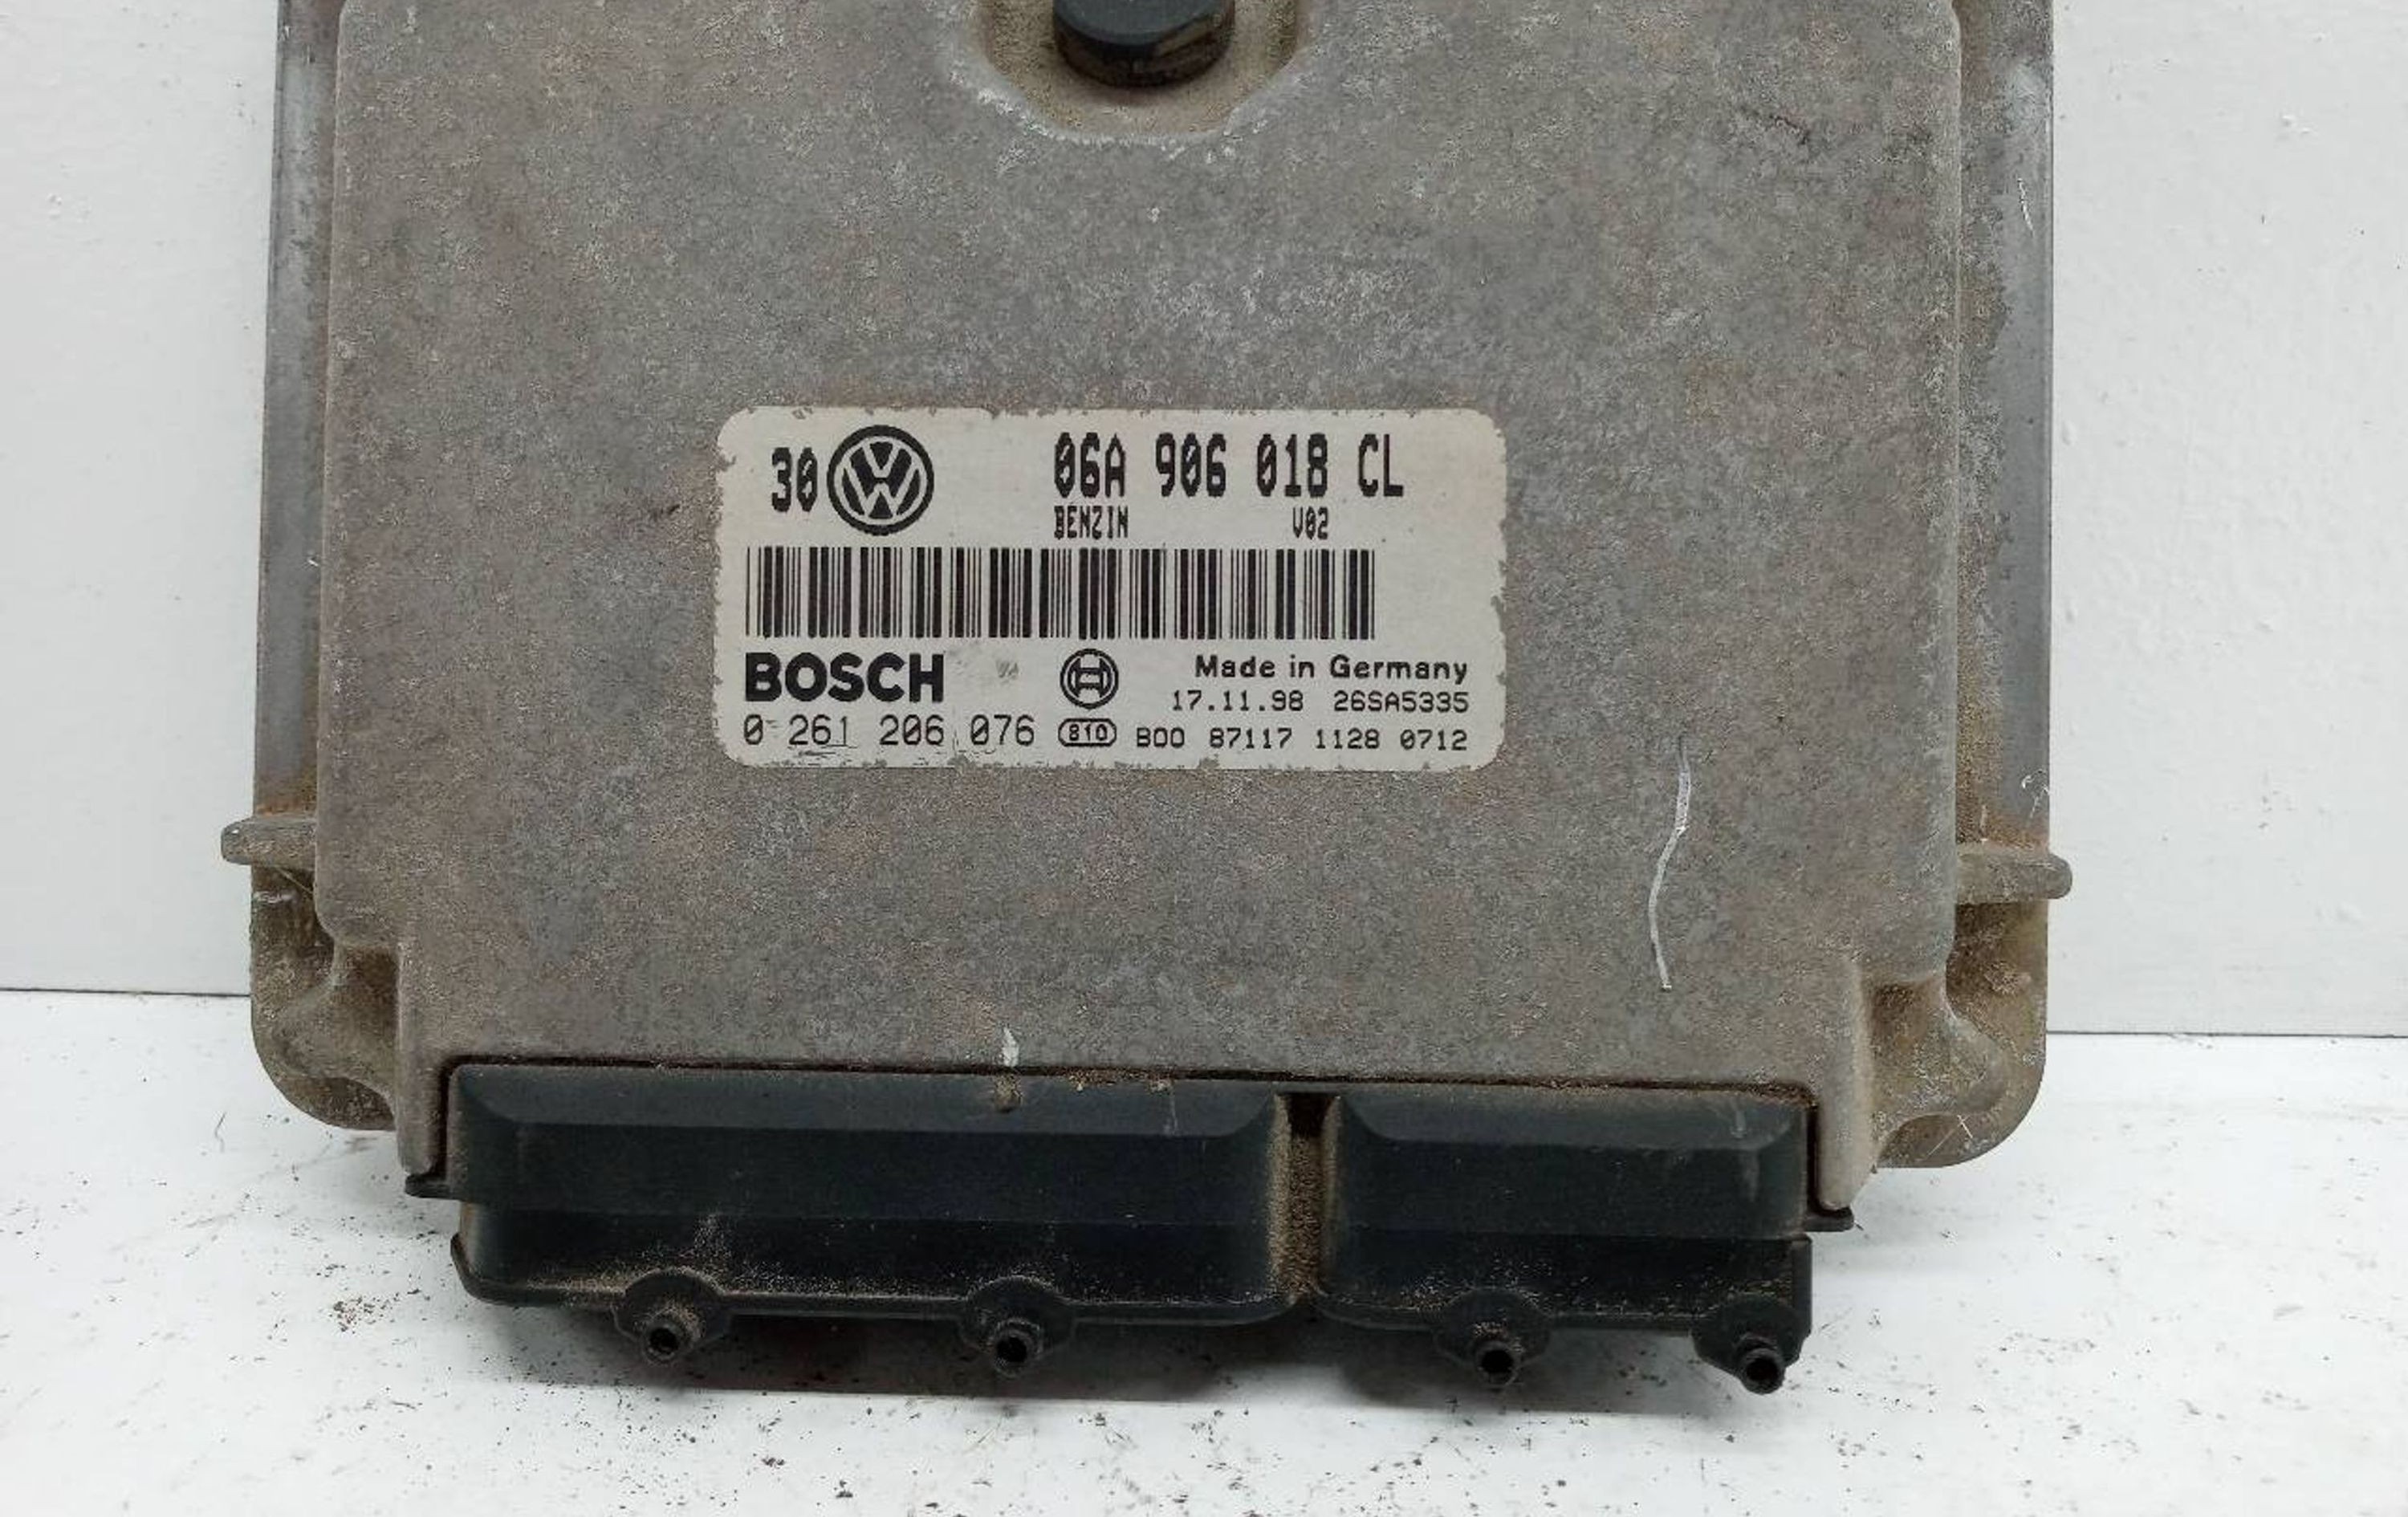 30 VW 06A 906 018 CL
BENZIN V02
BOSCH Made in Germany
17.11.98 26SA5335
0 261 206 076 810 B00 87117 1128 0712